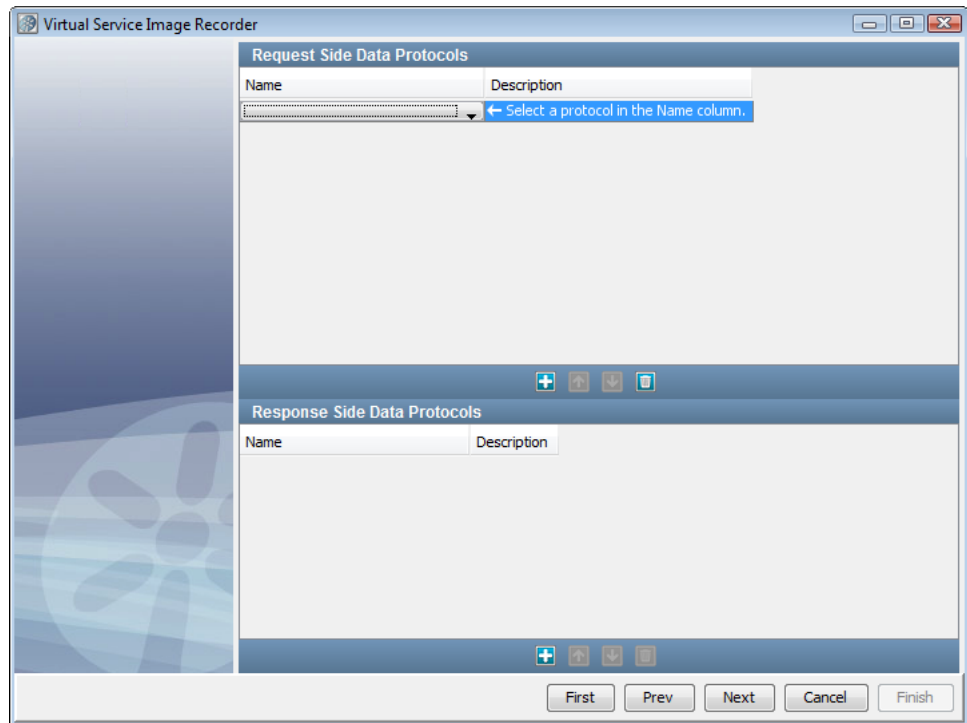 Virtual Service Image Recorder
Request Side Data Protocols
Name Description
← Select a protocol in the Name column.
Response Side Data Protocols
Name Description
First Prev Next Cancel Finish